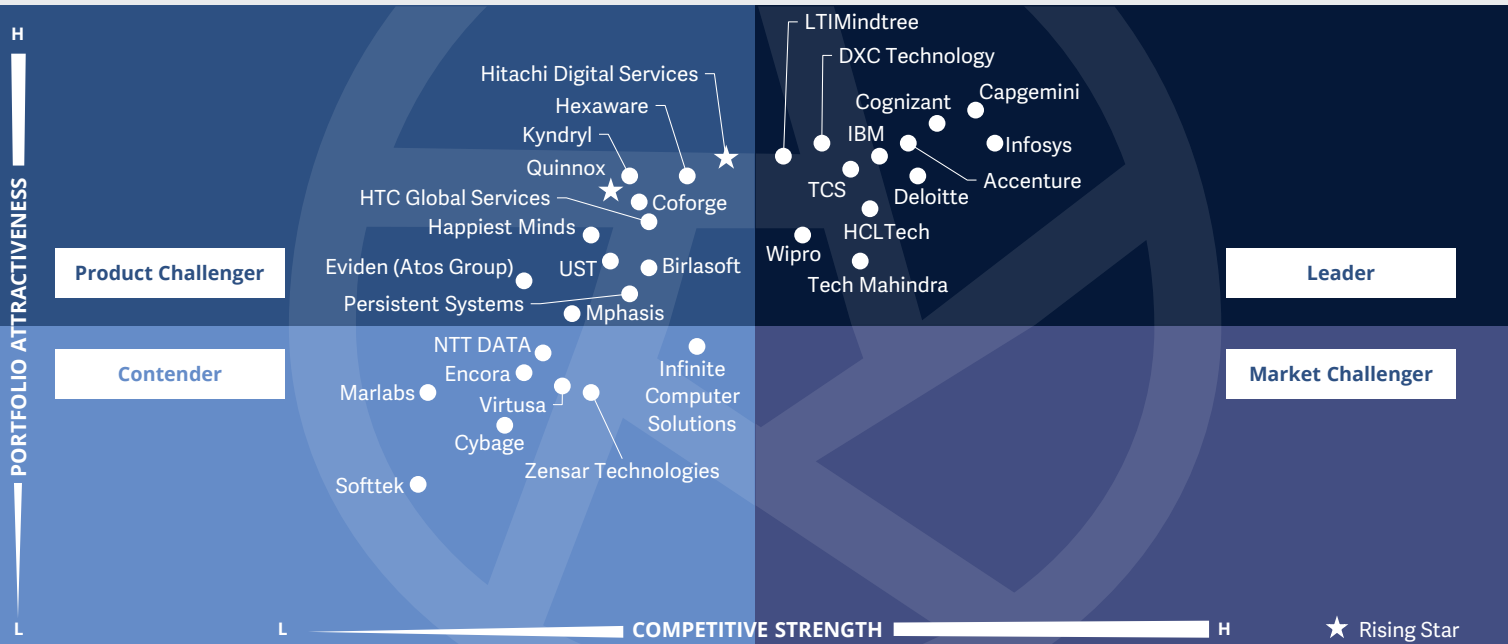 H
LTIMindtree
DXC Technology
Hitachi Digital Services
Capgemini
Cognizant
Hexaware
Kyndryl
IBM
Infosys
Quinnox
Accenture
TCS
Deloitte
HTC Global Services
Coforge
Happiest Minds
HCLTech
Wipro
Eviden (Atos Group)
UST
Birlasoft
Product Challenger
Leader
Tech Mahindra
Persistent Systems
Mphasis
PORTFOLIO ATTRACTIVENESS
NTT DATA
Encora
Infinite
Computer
Solutions
Contender
Market Challenger
Marlabs
Virtusa
Cybage
Zensar Technologies
Softtek
L
L
COMPETITIVE STRENGTH
H
Rising Star